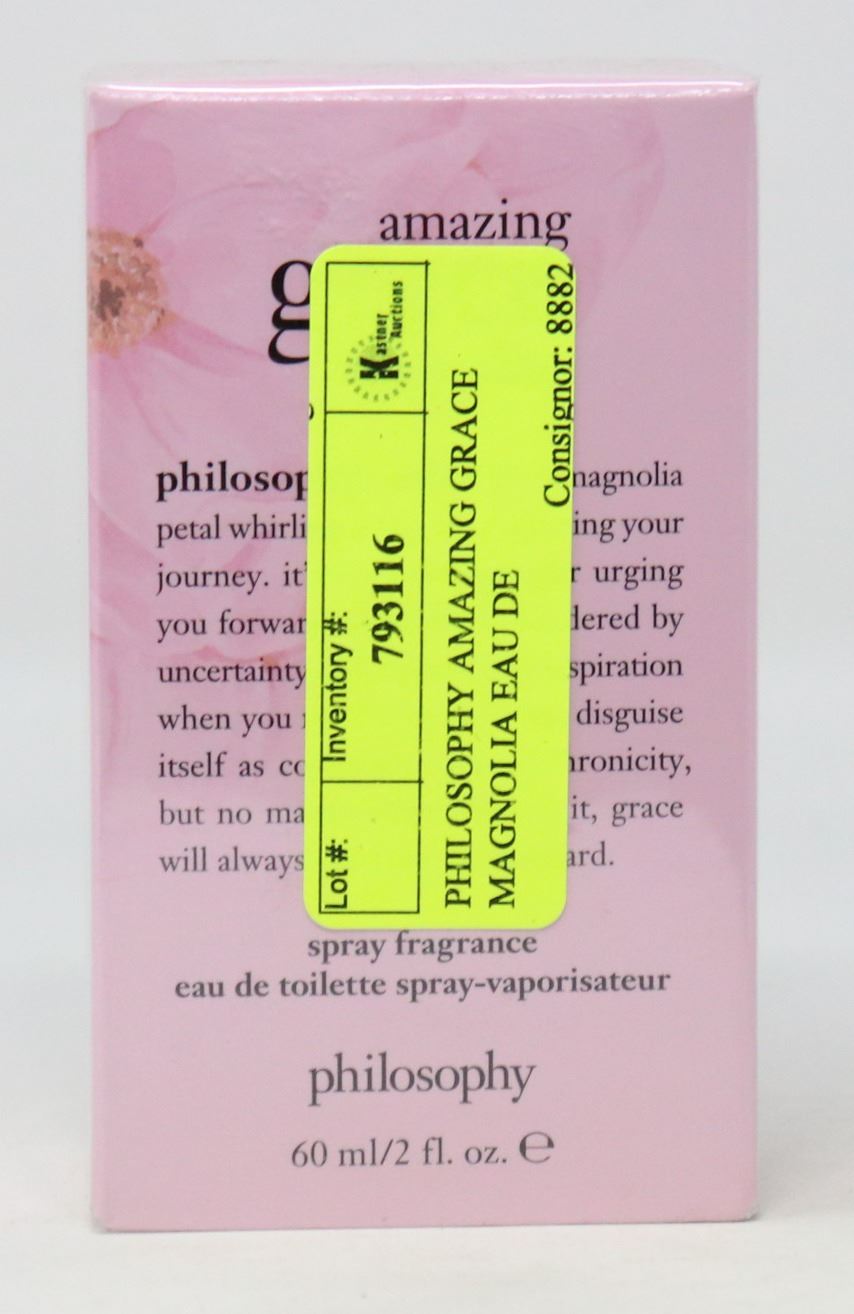 amazing
g
philosop
magnolia
petal whirli
ing your
journey. it'
r urging
you forwar
dered by
uncertainty
spiration
when you
disguise
itself as co
hronicity,
but no ma
it, grace
will always
ard.
spray fragrance
eau de toilette spray-vaporisateur
philosophy
60 ml/2 fl. oz. ℮
Lot #:
Inventory #:
793116
Kastner
Auctions
PHILOSOPHY AMAZING GRACE
MAGNOLIA EAU DE
Consignor: 8882